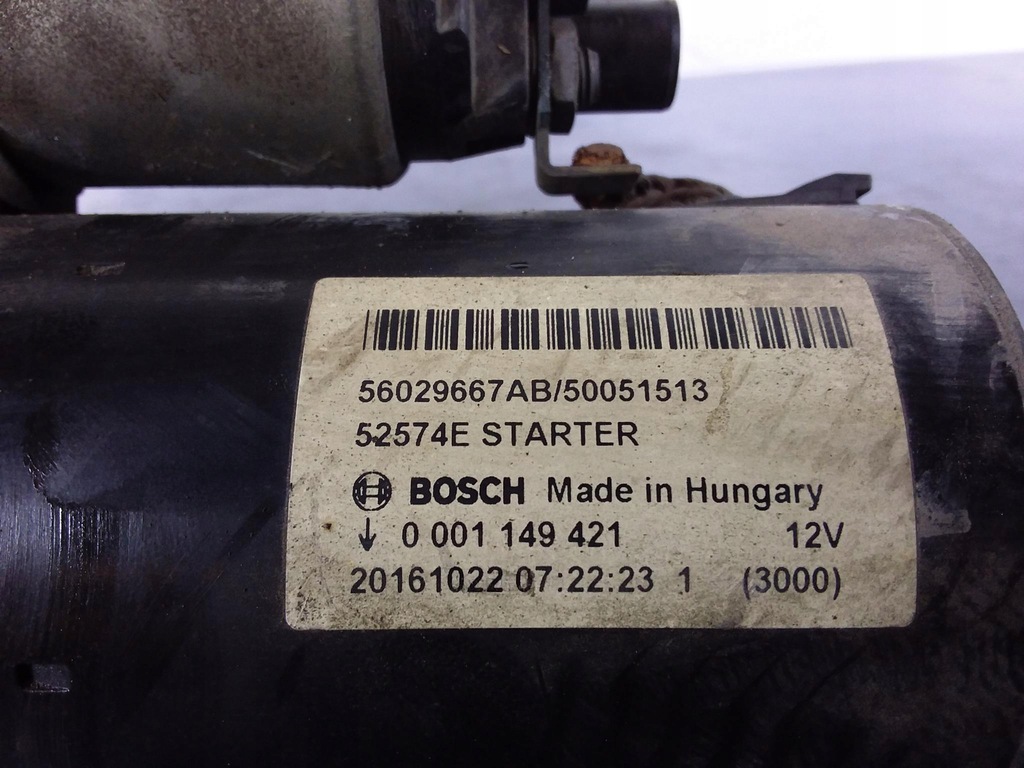 56029667AB/50051513
52574E STARTER
BOSCH Made in Hungary
↓ 0 001 149 421 12V
20161022 07:22:23 1 (3000)